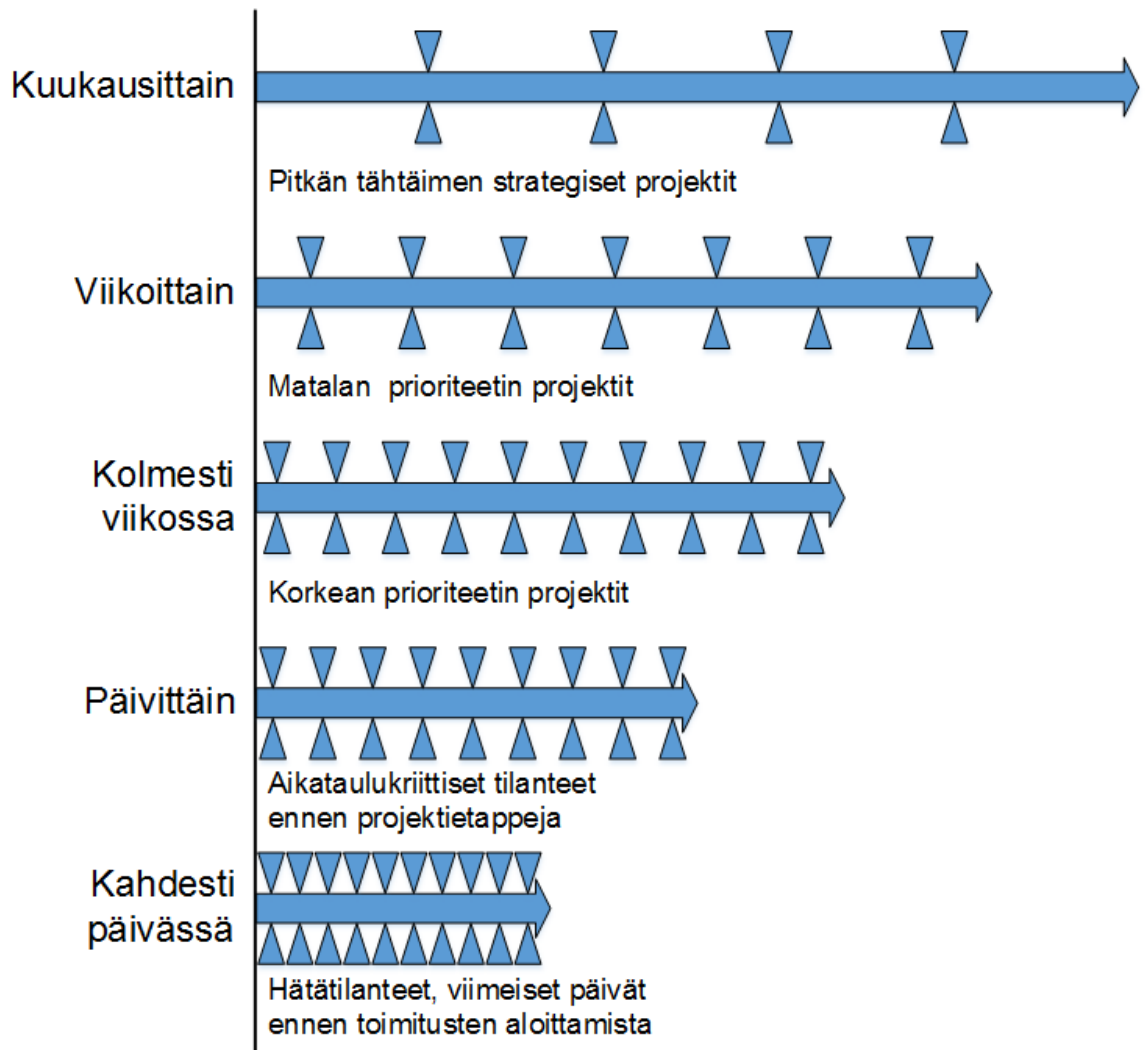 Kuukausittain
Pitkän tähtäimen strategiset projektit
Viikoittain
Matalan prioriteetin projektit
Kolmesti
viikossa
Korkean prioriteetin projektit
Päivittäin
Aikataulukriittiset tilanteet
ennen projektietappeja
Kahdesti
päivässä
Hätätilanteet, viimeiset päivät
ennen toimitusten aloittamista